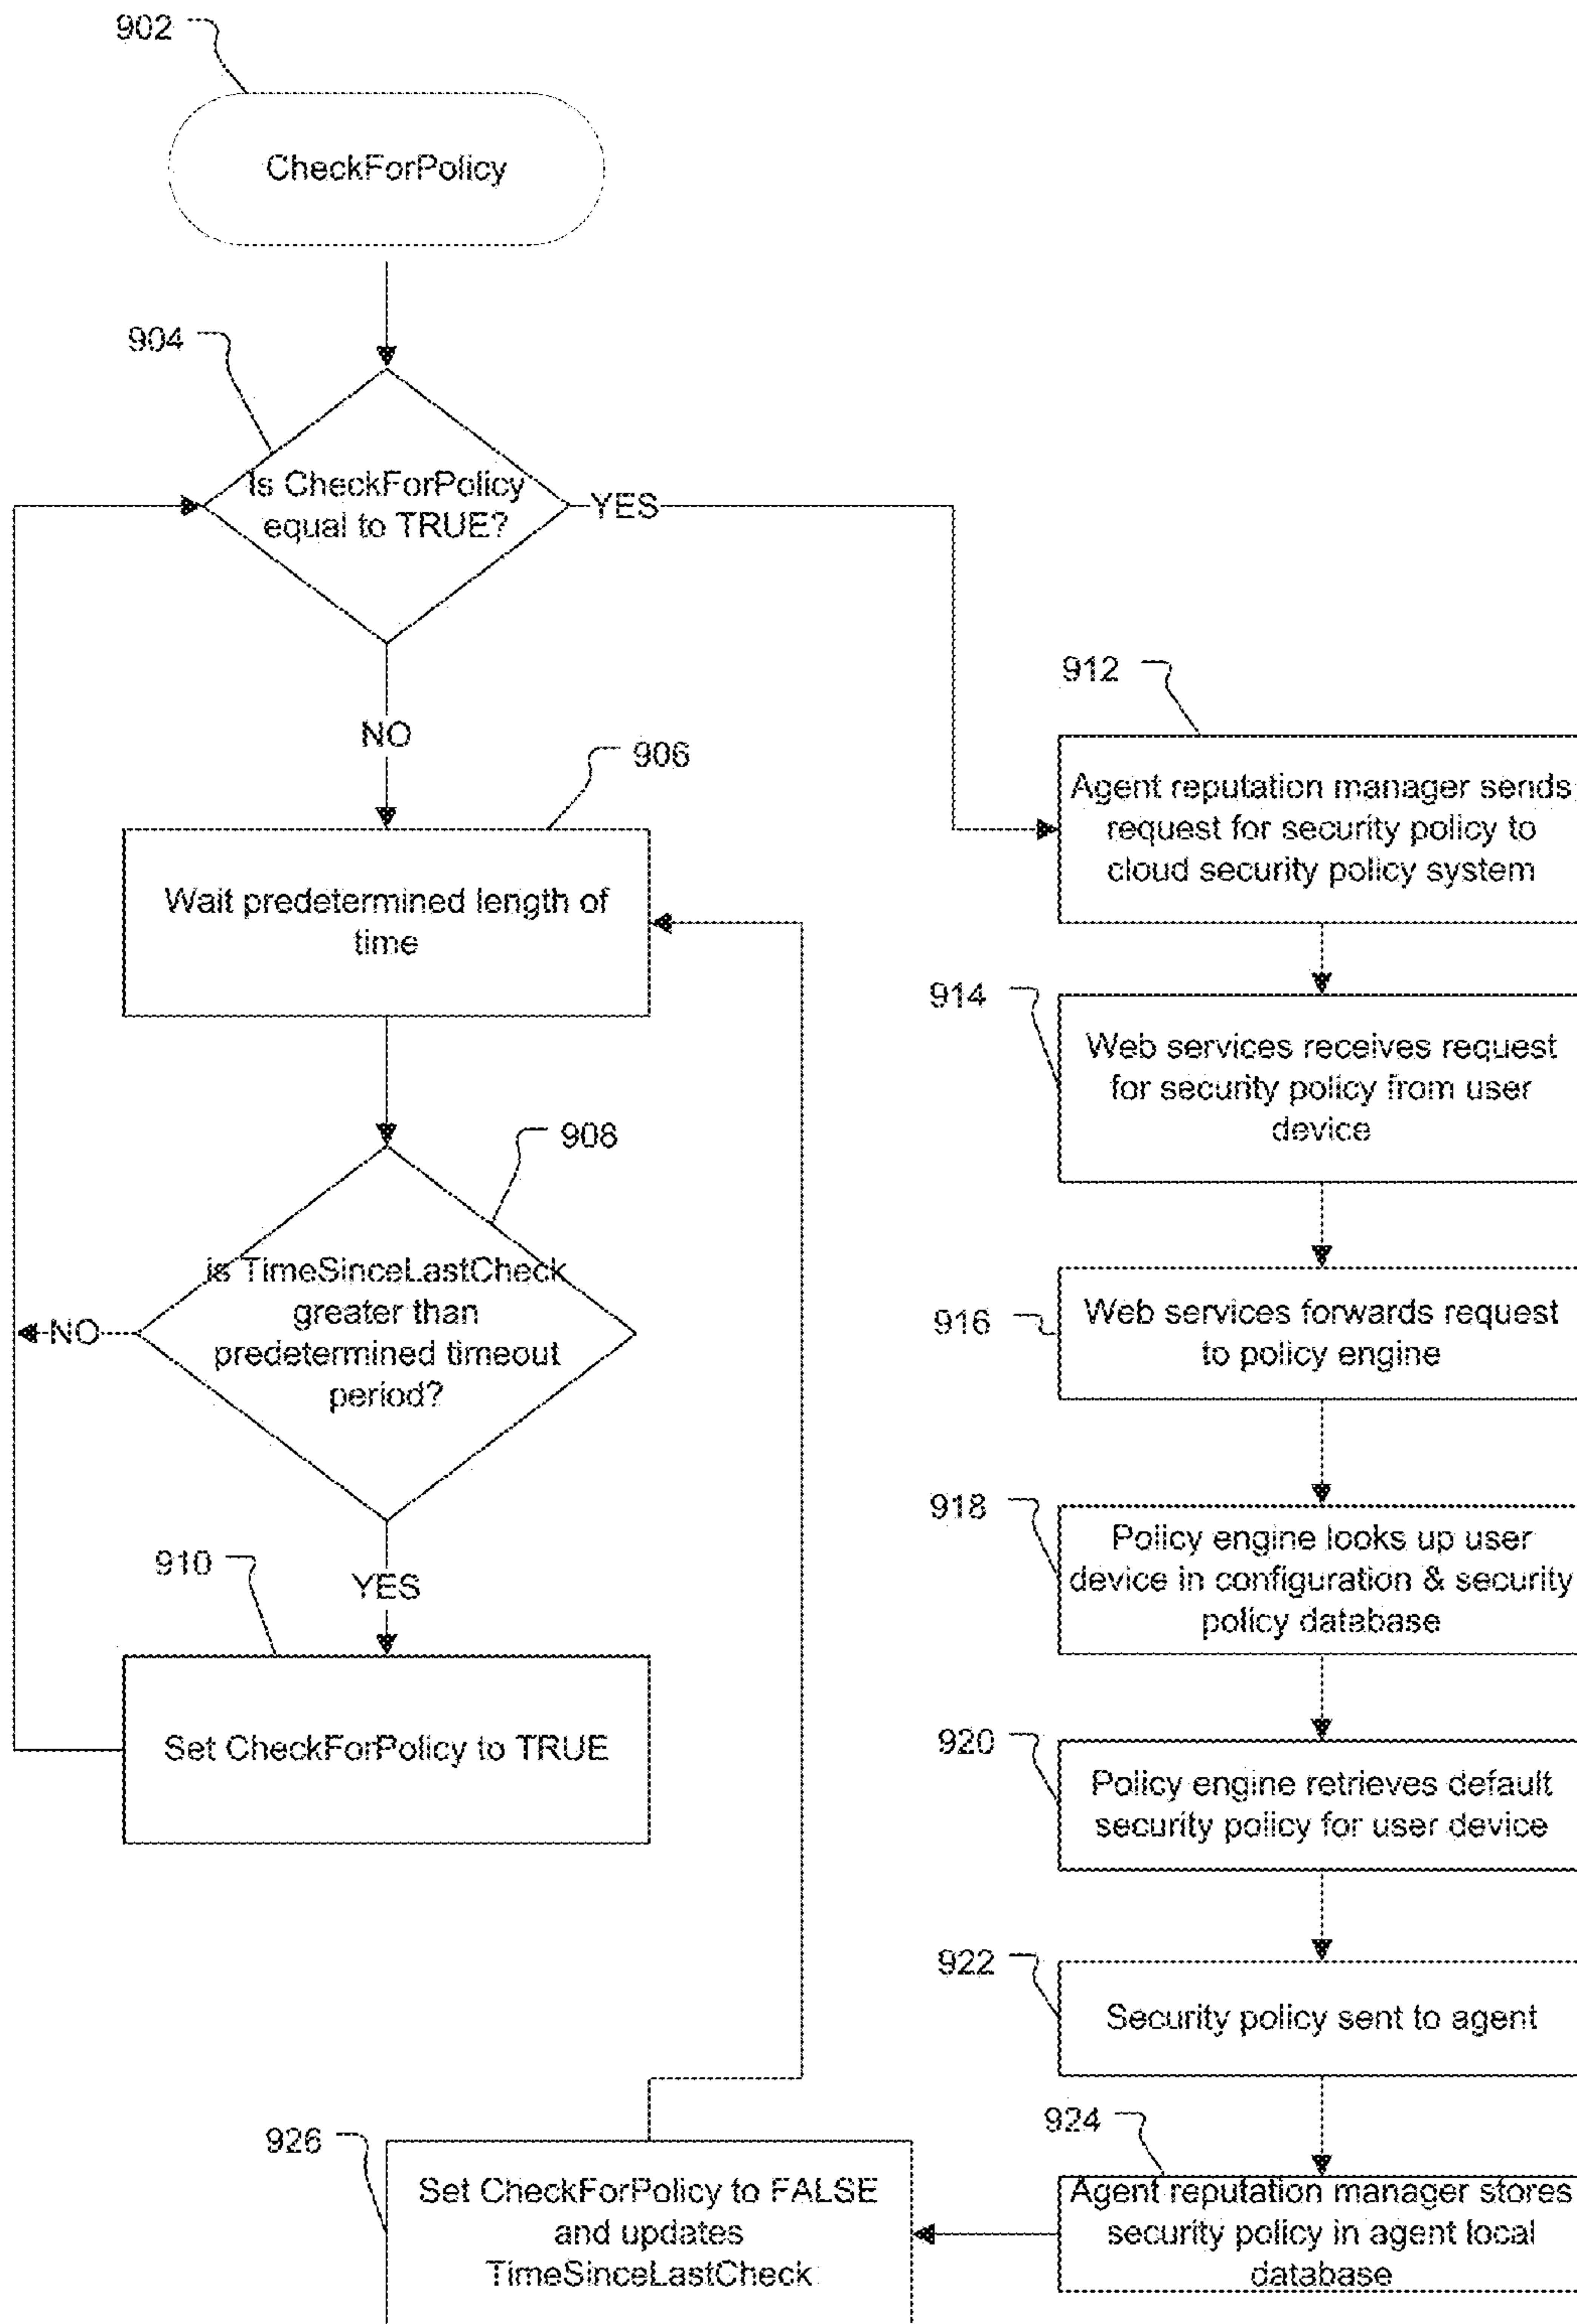 902
CheckForPolicy
904
Is CheckForPolicy
equal to TRUE?
YES
NO
906
Wait predetermined length of
time
908
is TimeSinceLastCheck
greater than
predetermined timeout
period?
NO
YES
910
Set CheckForPolicy to TRUE
912
Agent reputation manager sends
request for security policy to
cloud security policy system
914
Web services receives request
for security policy from user
device
916
Web services forwards request
to policy engine
918
Policy engine looks up user
device in configuration & security
policy database
920
Policy engine retrieves default
security policy for user device
922
Security policy sent to agent
924
Agent reputation manager stores
security policy in agent local
database
926
Set CheckForPolicy to FALSE
and updates
TimeSinceLastCheck